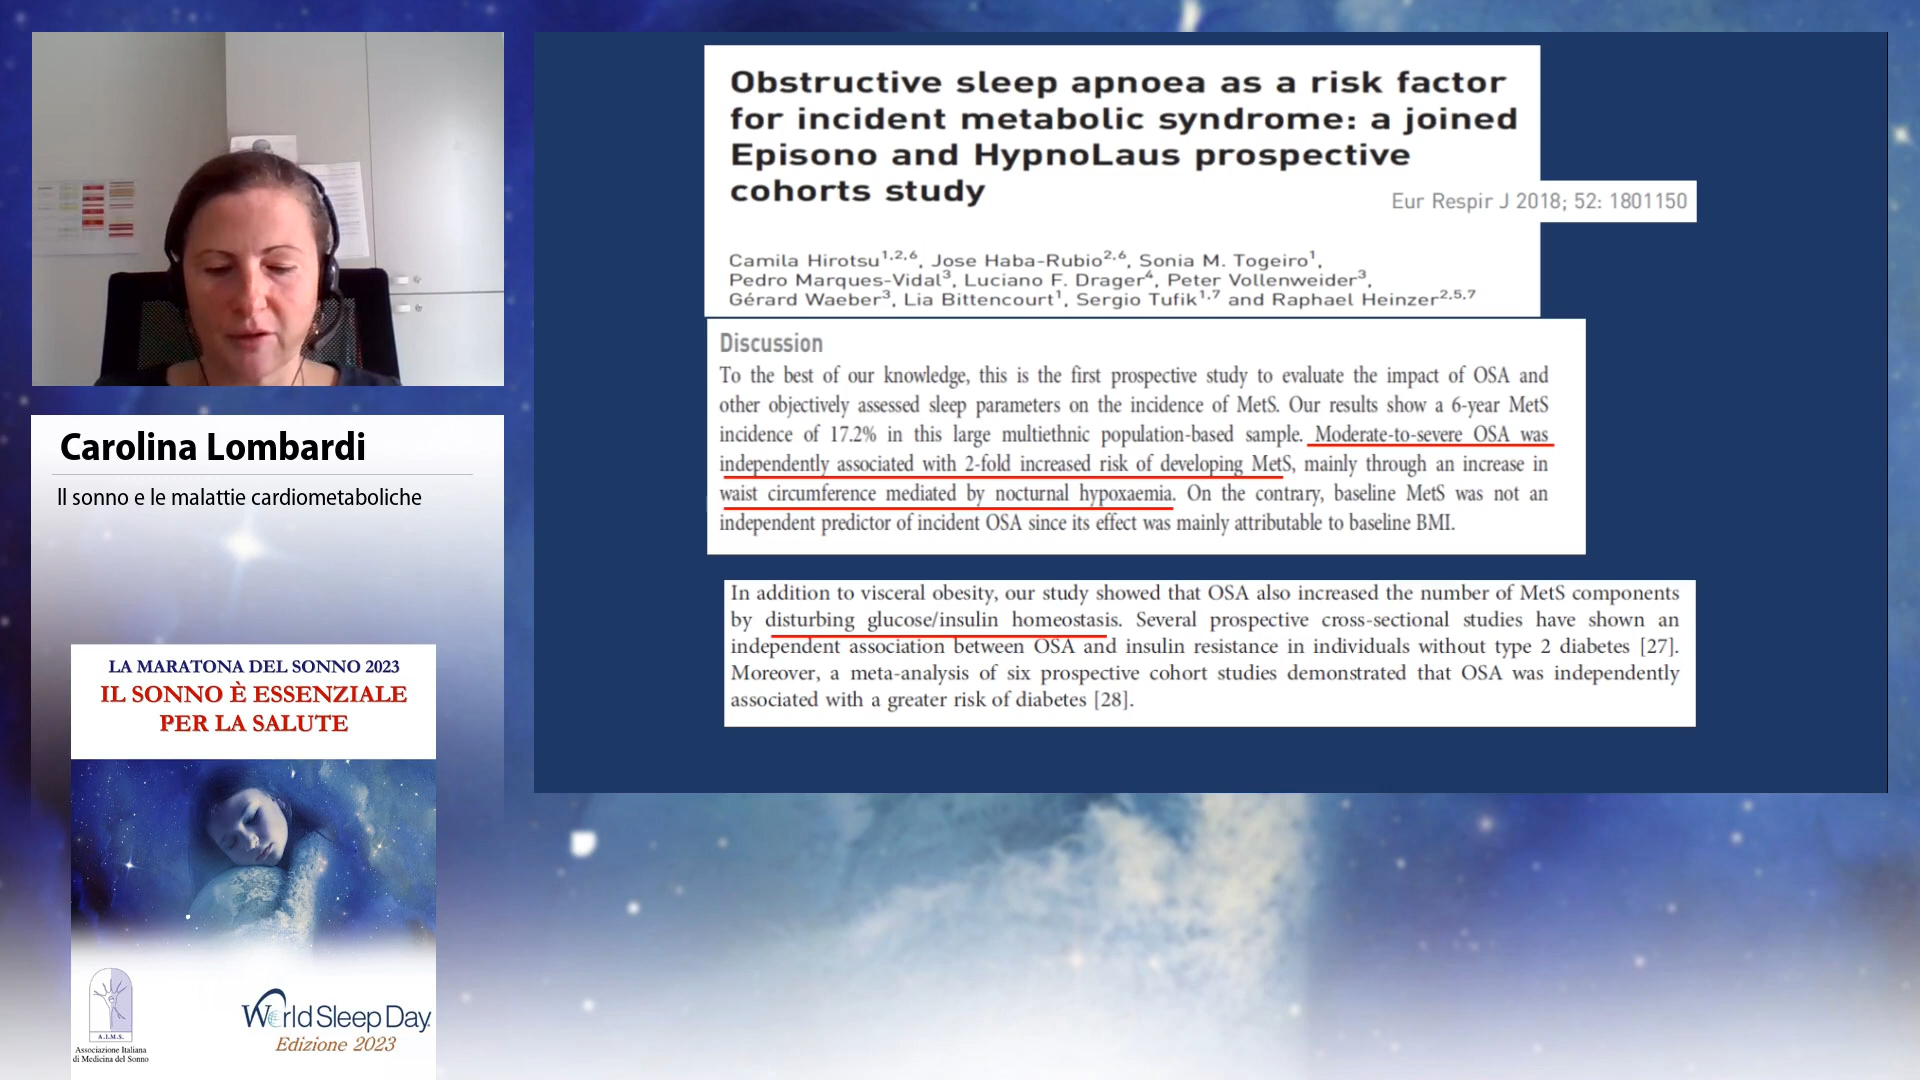 Carolina Lombardi
Il sonno e le malattie cardiometaboliche
LA MARATONA DEL SONNO 2023
IL SONNO È ESSENZIALE
PER LA SALUTE
A.I.M.S.
Associazione Italiana
di Medicina del Sonno
World Sleep Day.
Edizione 2023
Obstructive sleep apnoea as a risk factor
for incident metabolic syndrome: a joined
Episono and HypnoLaus prospective
cohorts study
Eur Respir J 2018; 52: 1801150
Camila Hirotsu1,2,6, Jose Haba-Rubio2,6, Sonia M. Togeiro1,
Pedro Marques-Vidal3, Luciano F. Drager4, Peter Vollenweider3,
Gérard Waeber3, Lia Bittencourt1, Sergio Tufik1,7 and Raphael Heinzer2,5,7
Discussion
To the best of our knowledge, this is the first prospective study to evaluate the impact of OSA and
other objectively assessed sleep parameters on the incidence of MetS. Our results show a 6-year MetS
incidence of 17.2% in this large multiethnic population-based sample. Moderate-to-severe OSA was
independently associated with 2-fold increased risk of developing MetS, mainly through an increase in
waist circumference mediated by nocturnal hypoxaemia. On the contrary, baseline MetS was not an
independent predictor of incident OSA since its effect was mainly attributable to baseline BMI.
In addition to visceral obesity, our study showed that OSA also increased the number of MetS components
by disturbing glucose/insulin homeostasis. Several prospective cross-sectional studies have shown an
independent association between OSA and insulin resistance in individuals without type 2 diabetes [27].
Moreover, a meta-analysis of six prospective cohort studies demonstrated that OSA was independently
associated with a greater risk of diabetes [28].